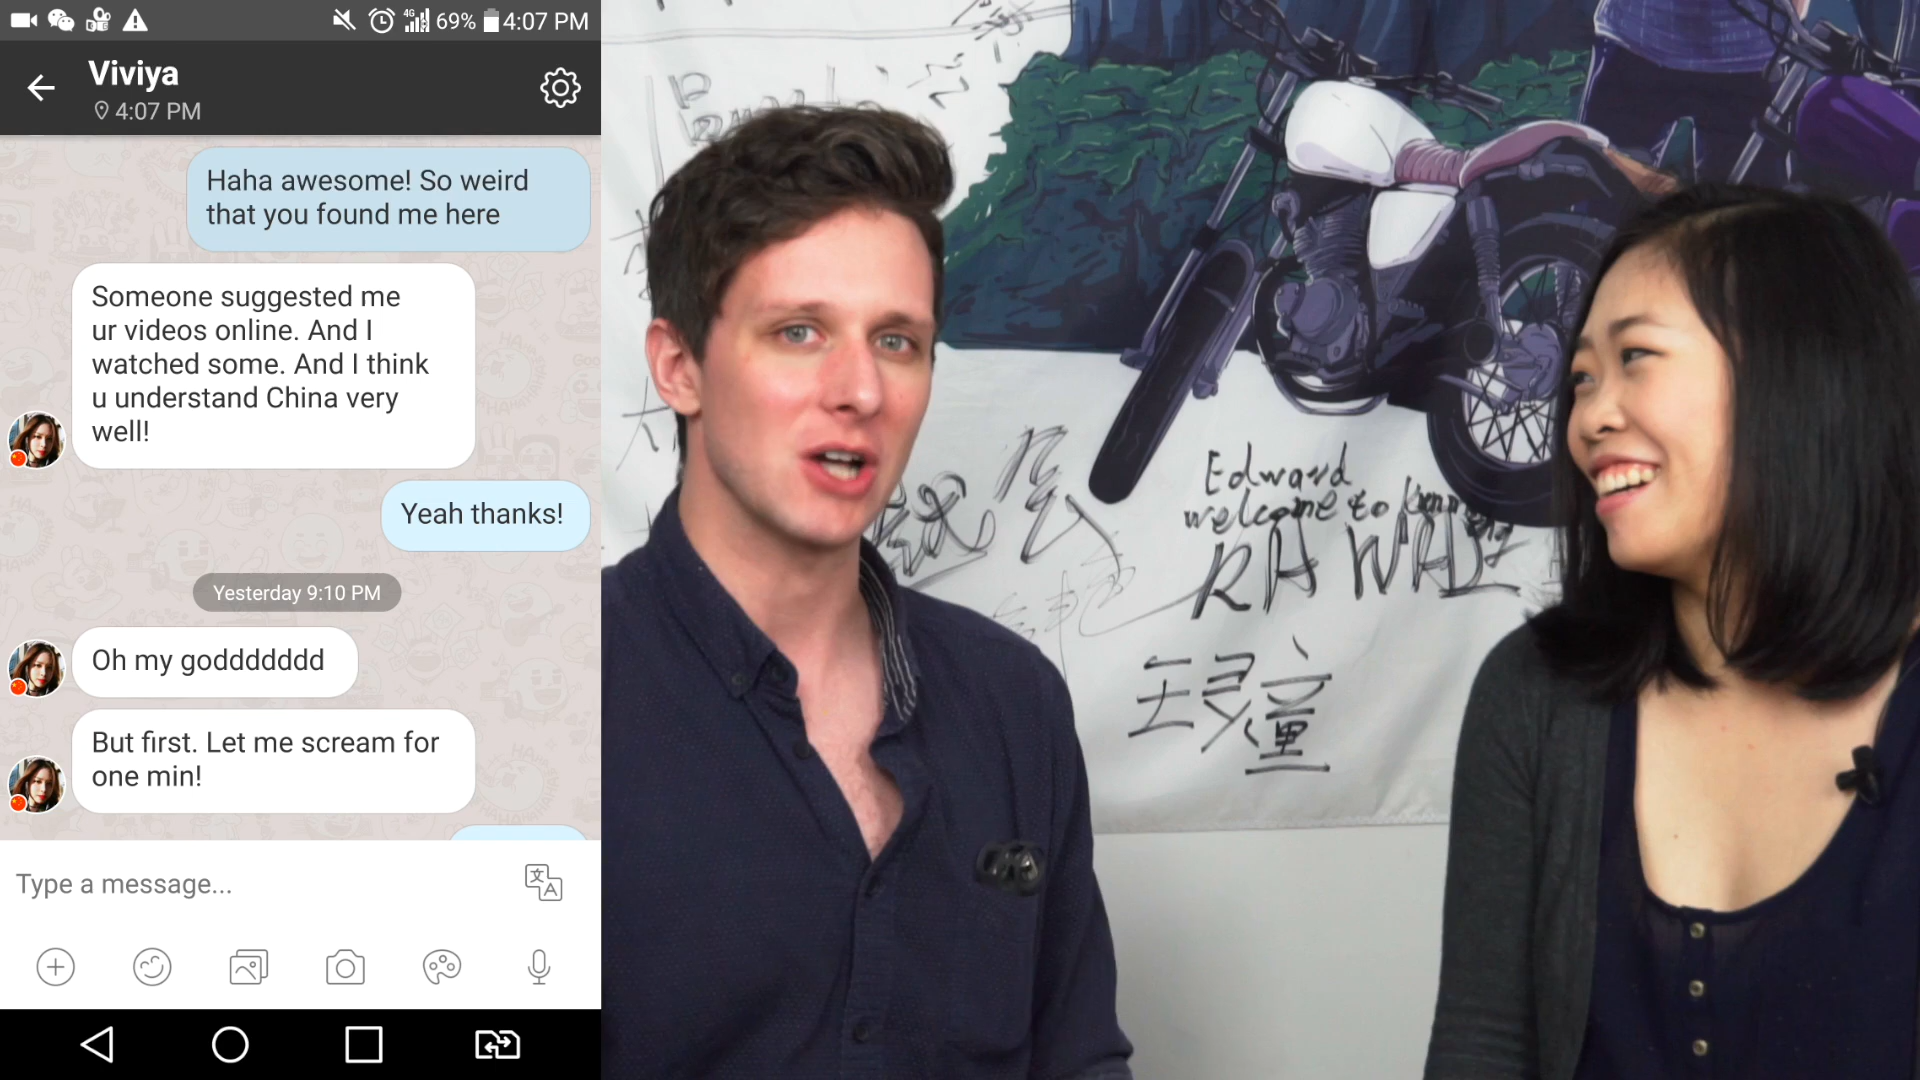 69%
4:07 PM
Viviya
4:07 PM
Haha awesome! So weird
that you found me here
Someone suggested me
ur videos online. And I
watched some. And I think
u understand China very
well!
Yeah thanks!
Yesterday 9:10 PM
Oh my goddddddd
But first. Let me scream for
one min!
Type a message...
Edward
welcome to